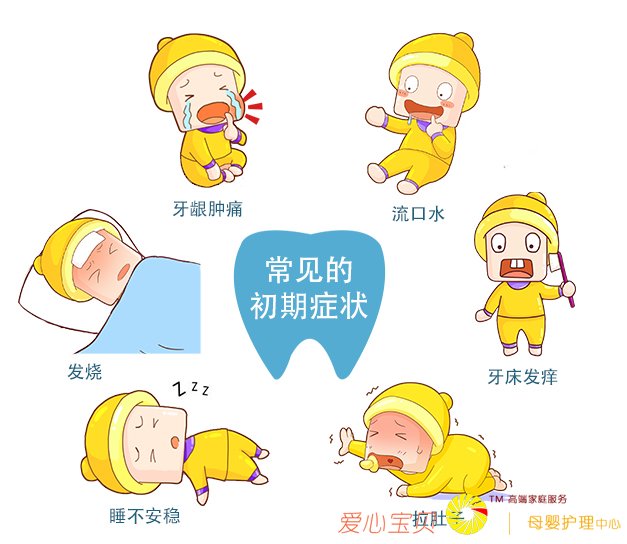 牙龈肿痛
流口水
常见的
初期症状
发烧
牙床发痒
zzz
睡不安稳
拉肚子
爱心宝贝
TM 高端家庭服务
母婴护理中心